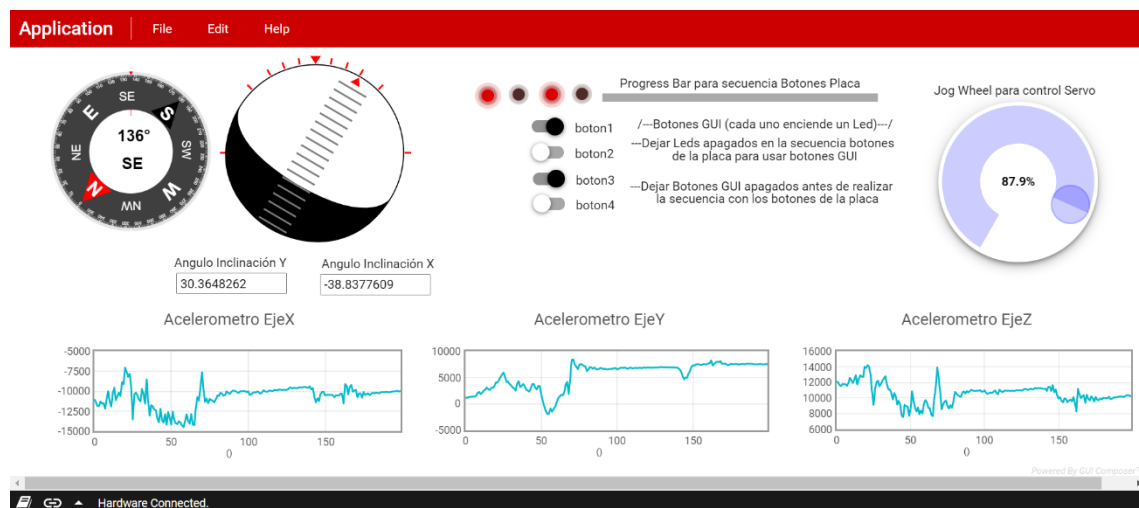 Application File Edit Help
SE
E
S
NE
136°
SE
SW
N
W
NW
Progress Bar para secuencia Botones Placa
boton1
boton2
boton3
boton4
/---Botones GUI (cada uno enciende un Led)---/
---Dejar Leds apagados en la secuencia botones
de la placa para usar botones GUI
---Dejar Botones GUI apagados antes de realizar
la secuencia con los botones de la placa
Jog Wheel para control Servo
87.9%
Angulo Inclinación Y
30.3648262
Angulo Inclinación X
-38.8377609
Acelerometro EjeX
-5000
-7500
-10000
-12500
-15000
0 50 100 150
()
Acelerometro EjeY
10000
5000
0
-5000
0 50 100 150
()
Acelerometro EjeZ
16000
14000
12000
10000
8000
6000
0 50 100 150
()
Powered By GUI Composer™
Hardware Connected.